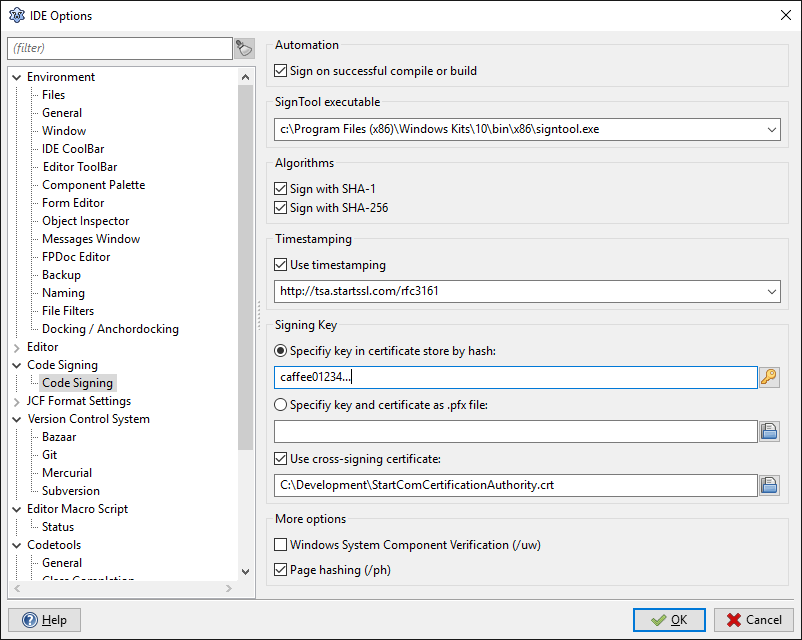 IDE Options
(filter)
Environment
Files
General
Window
IDE CoolBar
Editor ToolBar
Component Palette
Form Editor
Object Inspector
Messages Window
FPDoc Editor
Backup
Naming
File Filters
Docking / Anchordocking
Editor
Code Signing
Code Signing
JCF Format Settings
Version Control System
Bazaar
Git
Mercurial
Subversion
Editor Macro Script
Status
Codetools
General
Class Completion
Automation
Sign on successful compile or build
SignTool executable
c:\Program Files (x86)\Windows Kits\10\bin\x86\signtool.exe
Algorithms
Sign with SHA-1
Sign with SHA-256
Timestamping
Use timestamping
http://tsa.startssl.com/rfc3161
Signing Key
Specifiy key in certificate store by hash:
caffee01234...
Specifiy key and certificate as .pfx file:
Use cross-signing certificate:
C:\Development\StartComCertificationAuthority.crt
More options
Windows System Component Verification (/uw)
Page hashing (/ph)
Help
OK
Cancel